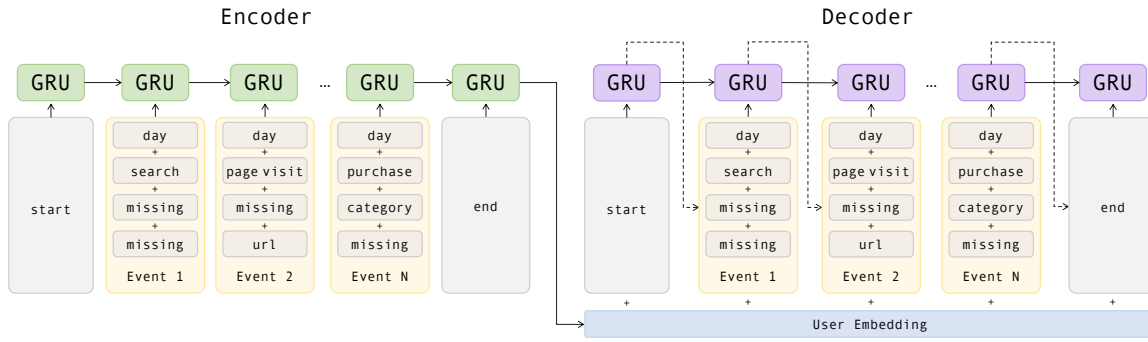 Encoder Decoder
GRU GRU GRU ... GRU GRU GRU GRU GRU ... GRU GRU
day day day day day day
+ + + + + +
search page visit purchase search page visit purchase
+ + + + + +
start missing missing category end start missing missing category end
+ + + + + +
missing url missing missing url missing
Event 1 Event 2 Event N Event 1 Event 2 Event N
+ + + + +
User Embedding